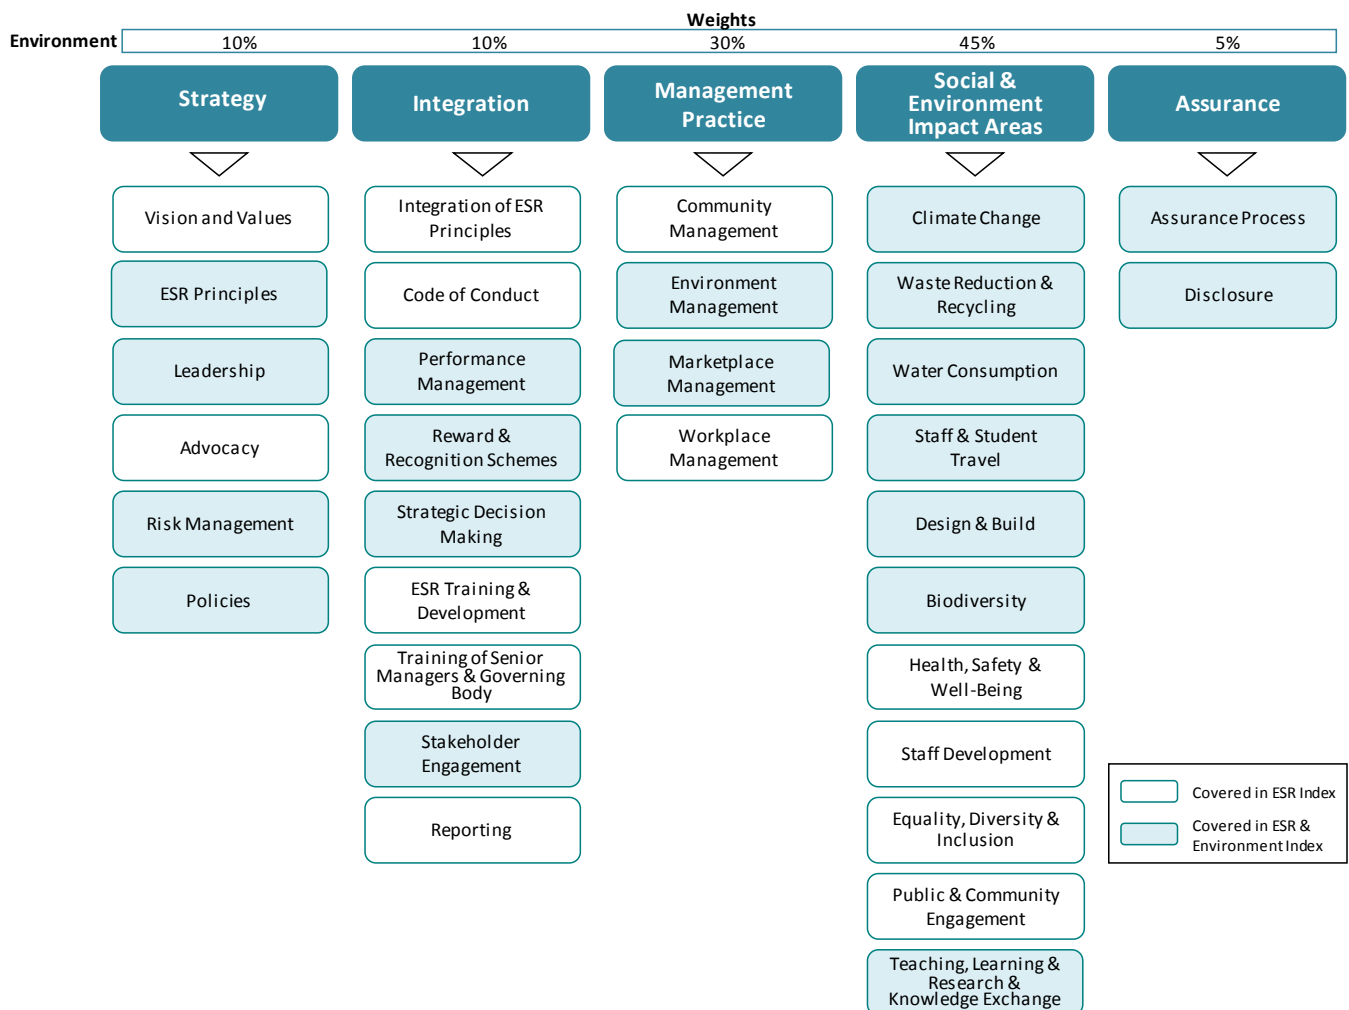 Weights
Environment 10% 10% 30% 45% 5%
Strategy
Integration
Management
Practice
Social &
Environment
Impact Areas
Assurance
Vision and Values
ESR Principles
Leadership
Advocacy
Risk Management
Policies
Integration of ESR
Principles
Code of Conduct
Performance
Management
Reward &
Recognition Schemes
Strategic Decision
Making
ESR Training &
Development
Training of Senior
Managers & Governing
Body
Stakeholder
Engagement
Reporting
Community
Management
Environment
Management
Marketplace
Management
Workplace
Management
Climate Change
Waste Reduction &
Recycling
Water Consumption
Staff & Student
Travel
Design & Build
Biodiversity
Health, Safety &
Well-Being
Staff Development
Equality, Diversity &
Inclusion
Public & Community
Engagement
Teaching, Learning &
Research &
Knowledge Exchange
Assurance Process
Disclosure
Covered in ESR Index
Covered in ESR &
Environment Index